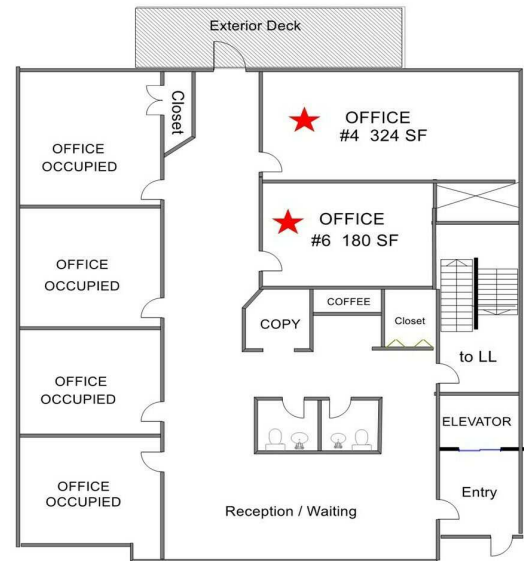 Exterior Deck
Closet
OFFICE
#4 324 SF
OFFICE
OCCUPIED
OFFICE
#6 180 SF
OFFICE
OCCUPIED
COFFEE
COPY
Closet
to LL
OFFICE
OCCUPIED
ELEVATOR
OFFICE
OCCUPIED
Entry
Reception / Waiting